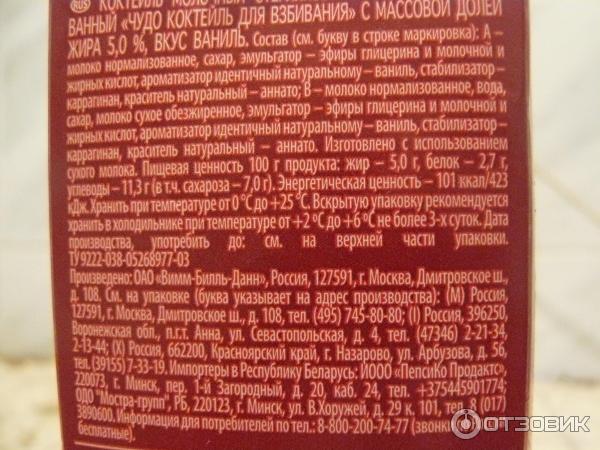 RUS КОКТЕЙЛЬ МОЛОЧНЫЙ
ВАННЫЙ «ЧУДО КОКТЕЙЛЬ ДЛЯ ВЗБИВАНИЯ» С МАССОВОЙ ДОЛЕЙ
ЖИРА 5,0 %, ВКУС ВАНИЛЬ. Состав (см. букву в строке маркировка): А –
молоко нормализованное, сахар, эмульгатор – эфиры глицерина и молочной и
жирных кислот, ароматизатор идентичный натуральному – ваниль, стабилизатор –
каррагинан, краситель натуральный – аннато; В – молоко нормализованное, вода,
сахар, молоко сухое обезжиренное, эмульгатор – эфиры глицерина и молочной и
жирных кислот, ароматизатор идентичный натуральному – ваниль, стабилизатор –
каррагинан, краситель натуральный – аннато. Изготовлено с использованием
сухого молока. Пищевая ценность 100 г продукта: жир – 5,0 г, белок – 2,7 г,
углеводы – 11,3 г (в т.ч. сахароза – 7,0 г). Энергетическая ценность – 101 ккал/423
кДж. Хранить при температуре от 0 °С до +25 °С. Вскрытую упаковку рекомендуется
хранить в холодильнике при температуре от +2 °С до +6 °С не более 3-х суток. Дата
производства, употребить до: см. на верхней части упаковки.
ТУ 9222-038-05268977-03
Произведено: ОАО «Вимм-Билль-Данн», Россия, 127591, г. Москва, Дмитровское ш.,
д. 108. См. на упаковке (буква указывает на адрес производства): (М) Россия,
127591, г. Москва, Дмитровское ш., д. 108, тел. (495) 745-80-80; (I) Россия, 396250,
Воронежская обл., п.г.т. Анна, ул. Севастопольская, д. 4, тел. (47346) 2-21-34,
2-13-44; (Х) Россия, 662200, Красноярский край, г. Назарово, ул. Арбузова, д. 56,
тел. (39155) 7-33-19. Импортеры в Республику Беларусь: ИООО «ПепсиКо Продактс»,
220073, г. Минск, пер. 1-й Загородный, д. 20, каб. 24, тел. +375445901774;
ОДО "Мостра-групп", РБ, 220123, г. Минск, ул. В.Хоружей, д. 29 к. 101, тел. 8 (017)
3890600. Информация для потребителей по тел.: 8-800-200-74-77 (звонки
бесплатные).
ОТЗОВИК